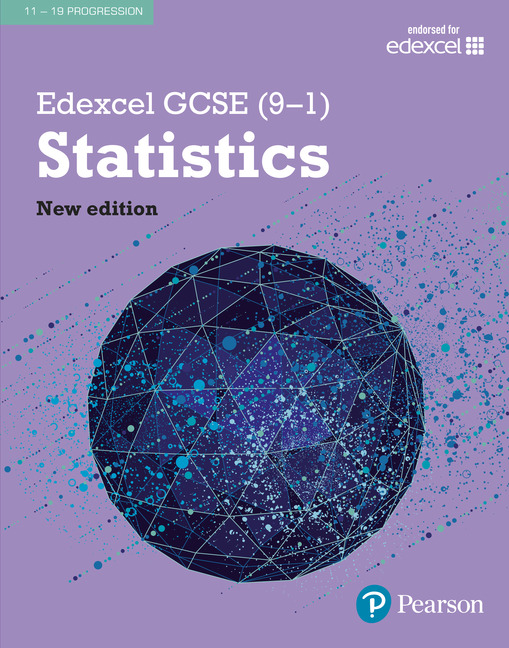 11 – 19 PROGRESSION
endorsed for
edexcel
Edexcel GCSE (9–1)
Statistics
New edition
Pearson